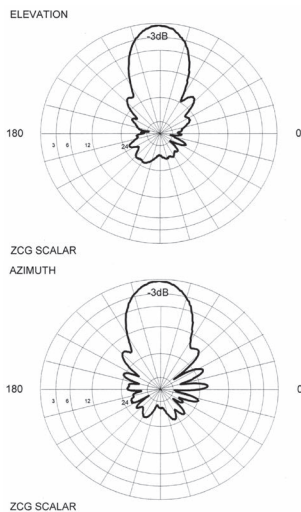 ELEVATION
-3dB
180
0
3 6 12 24
ZCG SCALAR
AZIMUTH
-3dB
180
0
3 6 12 24
ZCG SCALAR